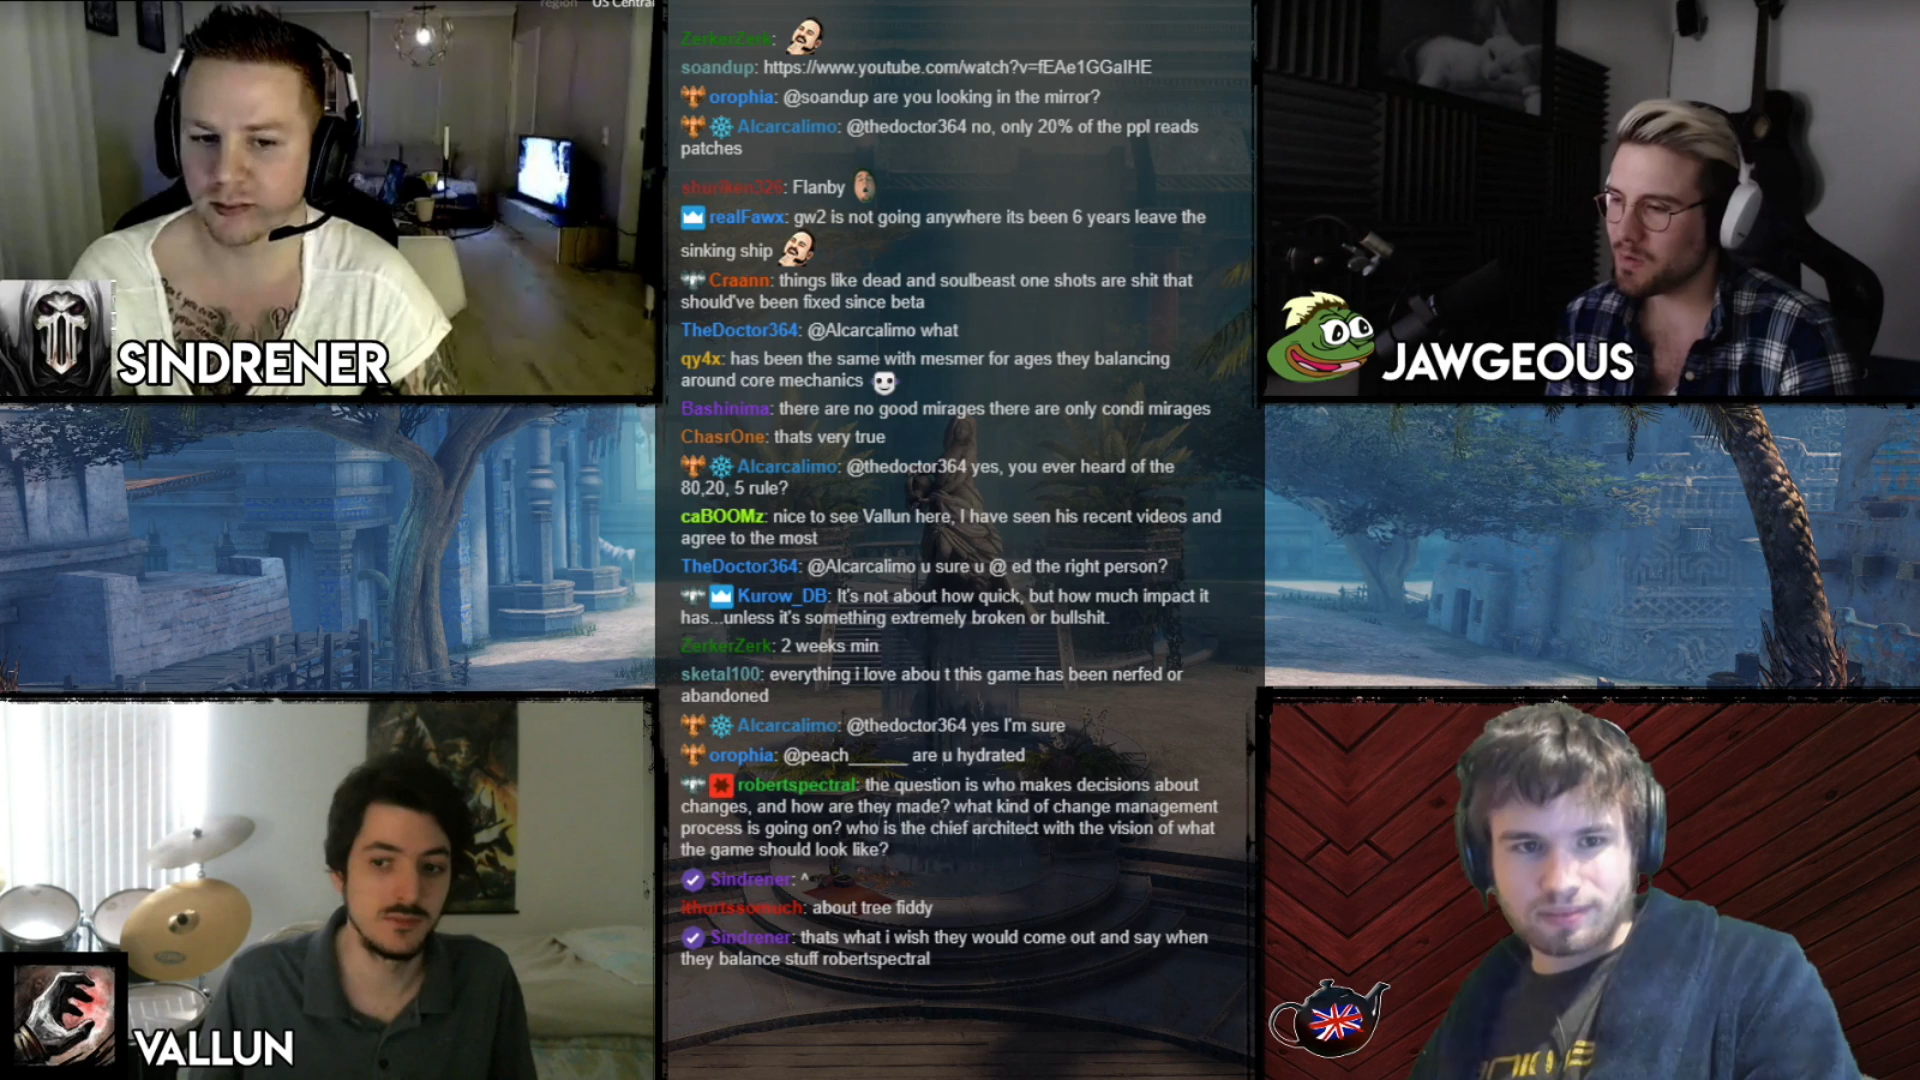 region US Central
ZerkerZerk:
soandup: https://www.youtube.com/watch?v=fEAe1GGalHE
orophia: @soandup are you looking in the mirror?
Alcarcalimo: @thedoctor364 no, only 20% of the ppl reads
patches
shur1ken326: Flanby
realFawx: gw2 is not going anywhere its been 6 years leave the
sinking ship
Craann: things like dead and soulbeast one shots are shit that
should've been fixed since beta
TheDoctor364: @Alcarcalimo what
qy4x: has been the same with mesmer for ages they balancing
around core mechanics
Bashinima: there are no good mirages there are only condi mirages
ChasrOne: thats very true
Alcarcalimo: @thedoctor364 yes, you ever heard of the
80,20, 5 rule?
caBOOMz: nice to see Vallun here, I have seen his recent videos and
agree to the most
TheDoctor364: @Alcarcalimo u sure u @ ed the right person?
Kurow_DB: It's not about how quick, but how much impact it
has...unless it's something extremely broken or bullshit.
ZerkerZerk: 2 weeks min
sketal100: everything i love abou t this game has been nerfed or
abandoned
Alcarcalimo: @thedoctor364 yes I'm sure
orophia: @peach______ are u hydrated
robertspectral: the question is who makes decisions about
changes, and how are they made? what kind of change management
process is going on? who is the chief architect with the vision of what
the game should look like?
Sindrener: ^
ithurtssomuch: about tree fiddy
Sindrener: thats what i wish they would come out and say when
they balance stuff robertspectral
SINDRENER
JAWGEOUS
VALLUN